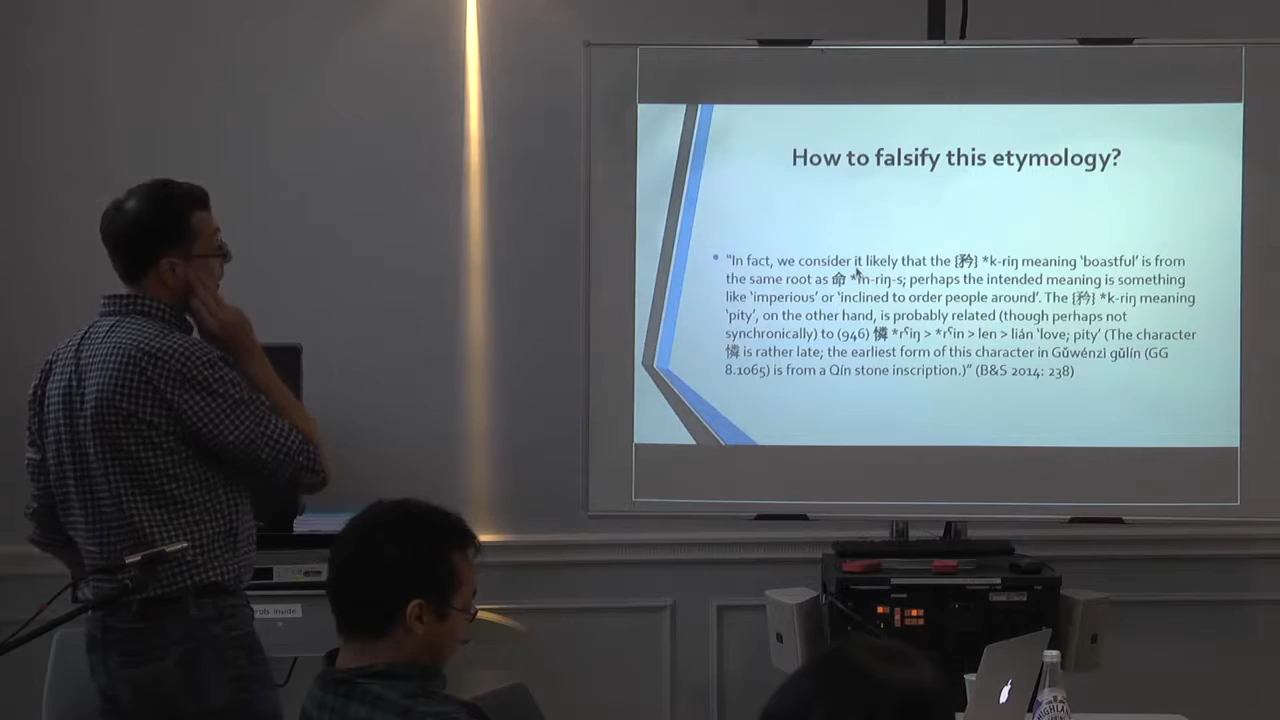 How to falsify this etymology?
• "In fact, we consider it likely that the {矜} *k-riŋ meaning 'boastful' is from
the same root as 命 *m-riŋ-s; perhaps the intended meaning is something
like 'imperious' or 'inclined to order people around'. The {矜} *k-riŋ meaning
'pity', on the other hand, is probably related (though perhaps not
synchronically) to (946) 憐 *rˤiŋ > *rˤin > len > lián 'love; pity' (The character
憐 is rather late; the earliest form of this character in Gǔwénzì gǔlín (GG
8.1065) is from a Qín stone inscription.)" (B&S 2014: 238)
rols inside
HIGHLAND